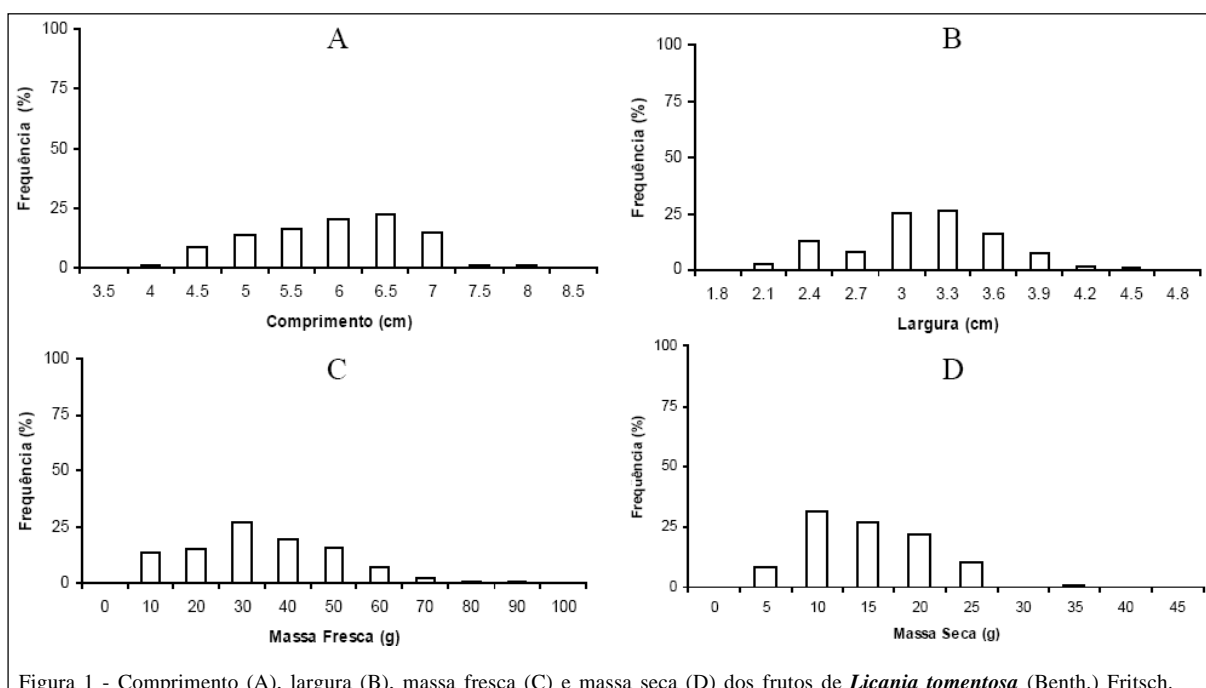 A
Frequência (%)
100
75
50
25
0
3.5 4 4.5 5 5.5 6 6.5 7 7.5 8 8.5
Comprimento (cm)
B
Frequência (%)
100
75
50
25
0
1.8 2.1 2.4 2.7 3 3.3 3.6 3.9 4.2 4.5 4.8
Largura (cm)
C
Frequência (%)
100
75
50
25
0
0 10 20 30 40 50 60 70 80 90 100
Massa Fresca (g)
D
Frequência (%)
100
75
50
25
0
0 5 10 15 20 25 30 35 40 45
Massa Seca (g)
Figura 1 - Comprimento (A), largura (B), massa fresca (C) e massa seca (D) dos frutos de Licania tomentosa (Benth.) Fritsch.